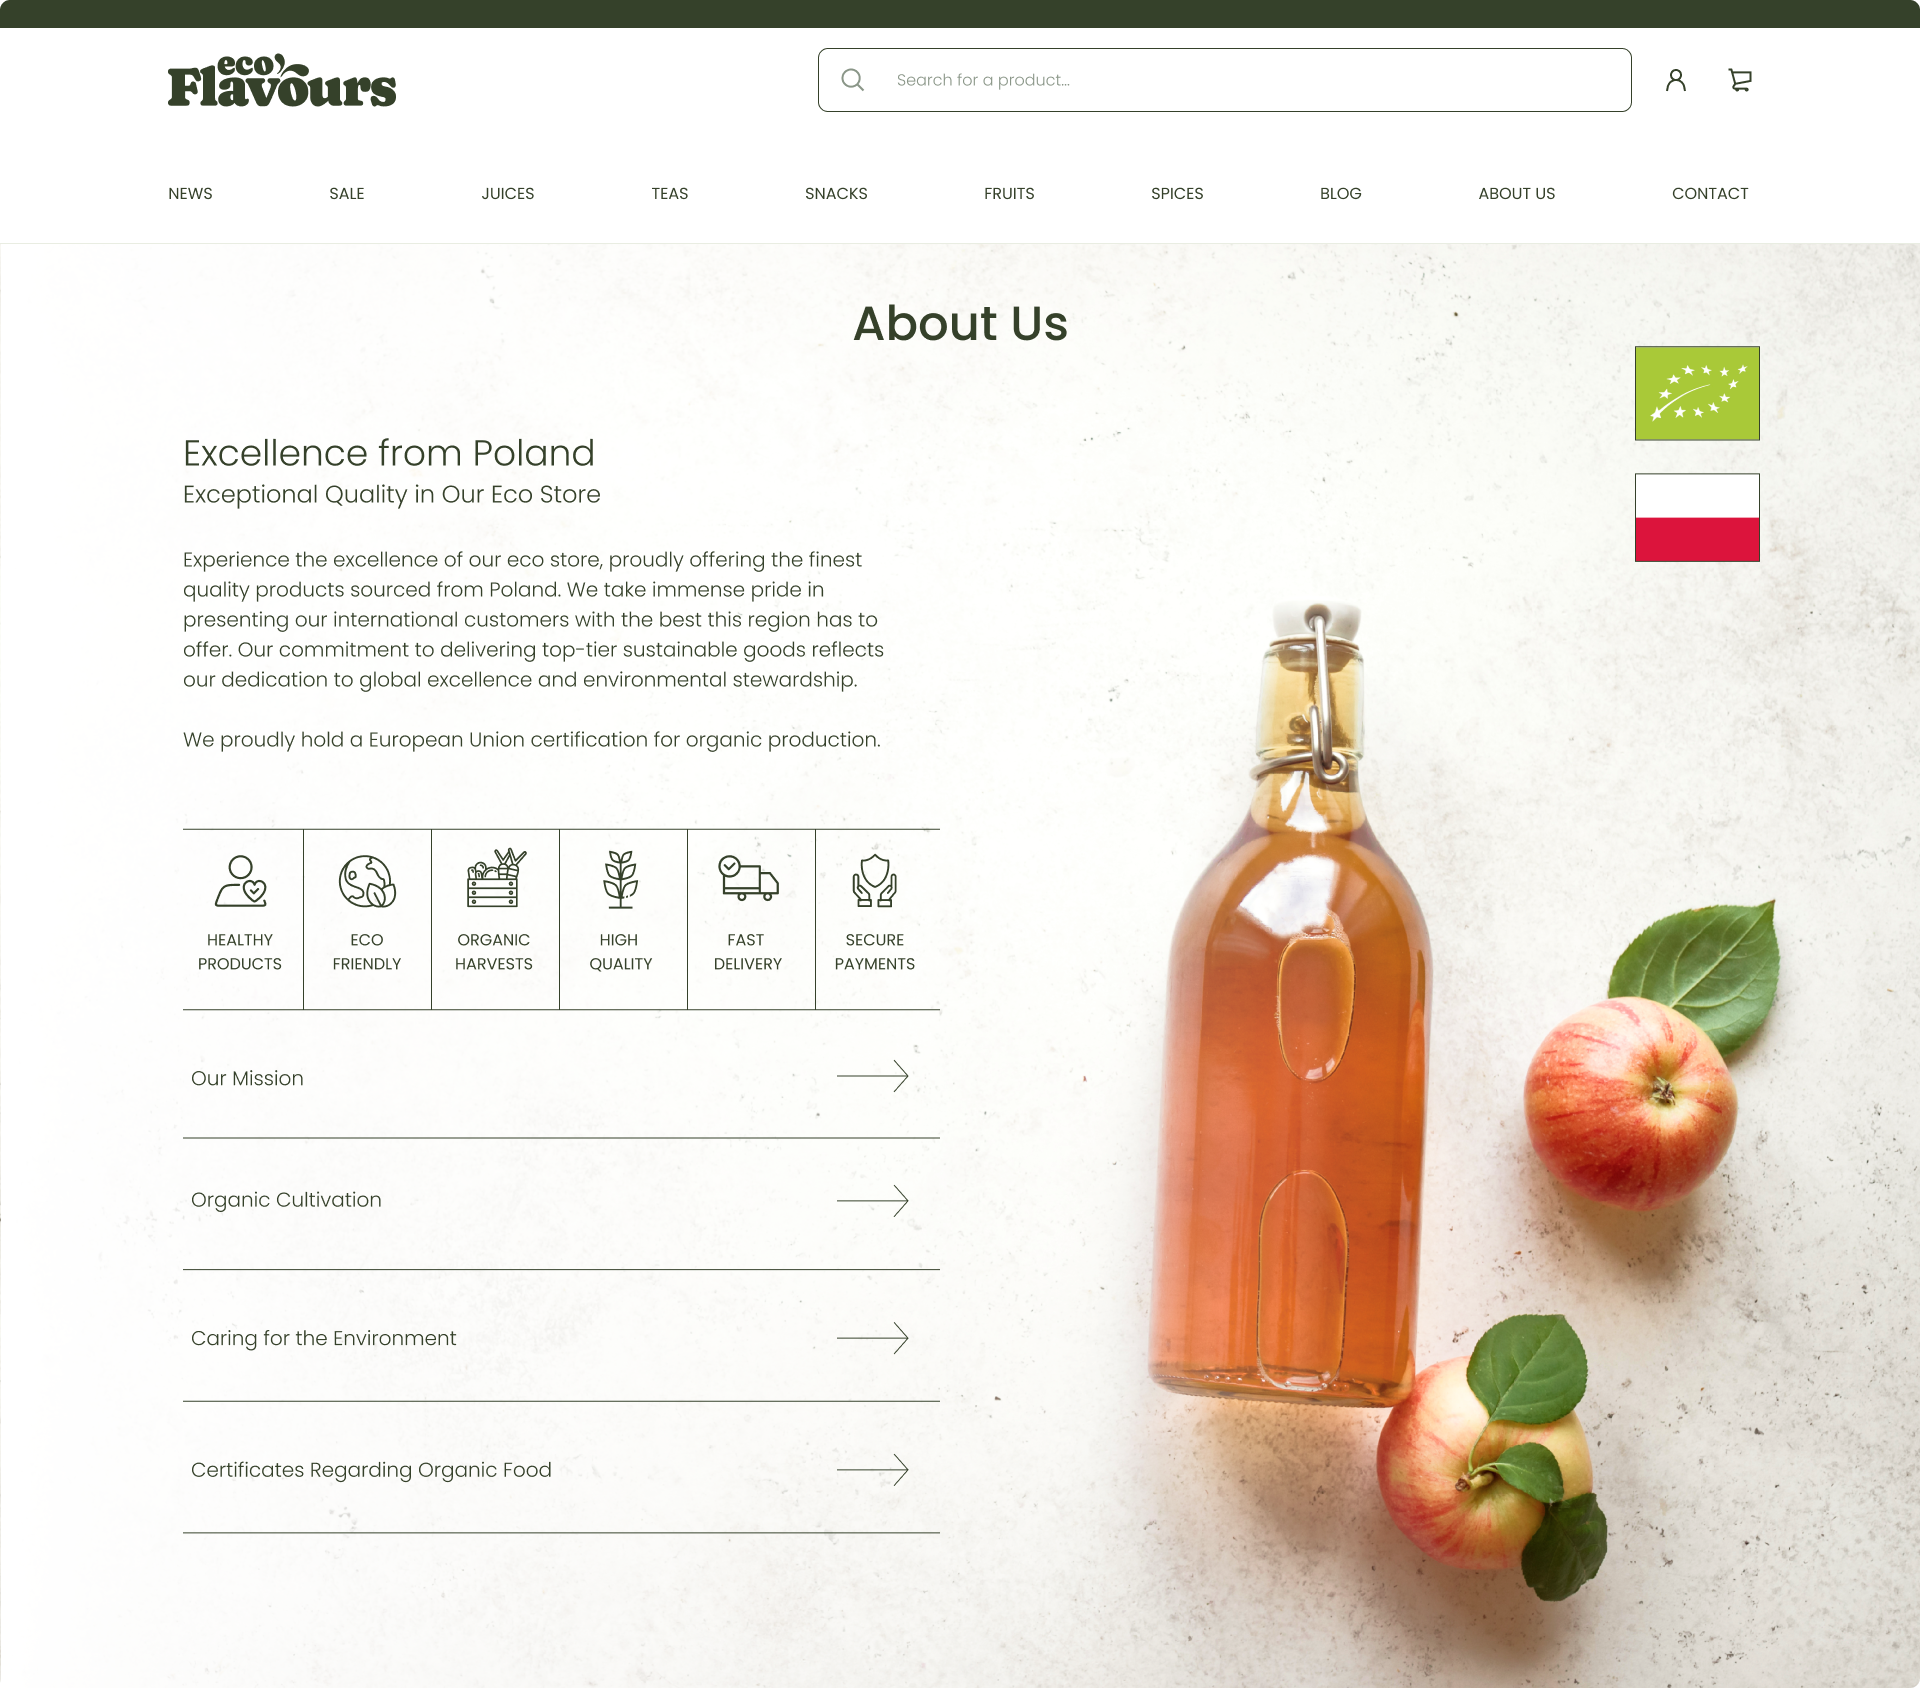 eco
Flavours
Search for a product...
NEWS SALE JUICES TEAS SNACKS FRUITS SPICES BLOG ABOUT US CONTACT
About Us
Excellence from Poland
Exceptional Quality in Our Eco Store
Experience the excellence of our eco store, proudly offering the finest
quality products sourced from Poland. We take immense pride in
presenting our international customers with the best this region has to
offer. Our commitment to delivering top-tier sustainable goods reflects
our dedication to global excellence and environmental stewardship.
We proudly hold a European Union certification for organic production.
HEALTHY
PRODUCTS
ECO
FRIENDLY
ORGANIC
HARVESTS
HIGH
QUALITY
FAST
DELIVERY
SECURE
PAYMENTS
Our Mission
Organic Cultivation
Caring for the Environment
Certificates Regarding Organic Food